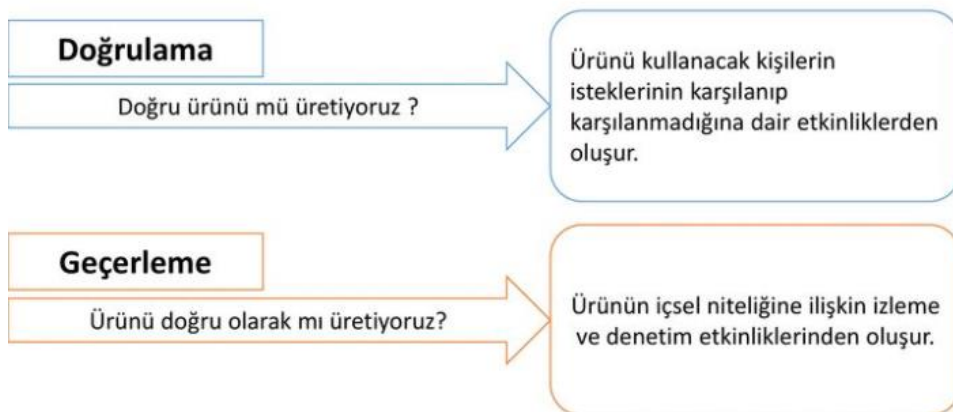 Doğrulama
Doğru ürünü mü üretiyoruz ?
Ürünü kullanacak kişilerin
isteklerinin karşılanıp
karşılanmadığına dair etkinliklerden
oluşur.
Geçerleme
Ürünü doğru olarak mı üretiyoruz?
Ürünün içsel niteliğine ilişkin izleme
ve denetim etkinliklerinden oluşur.